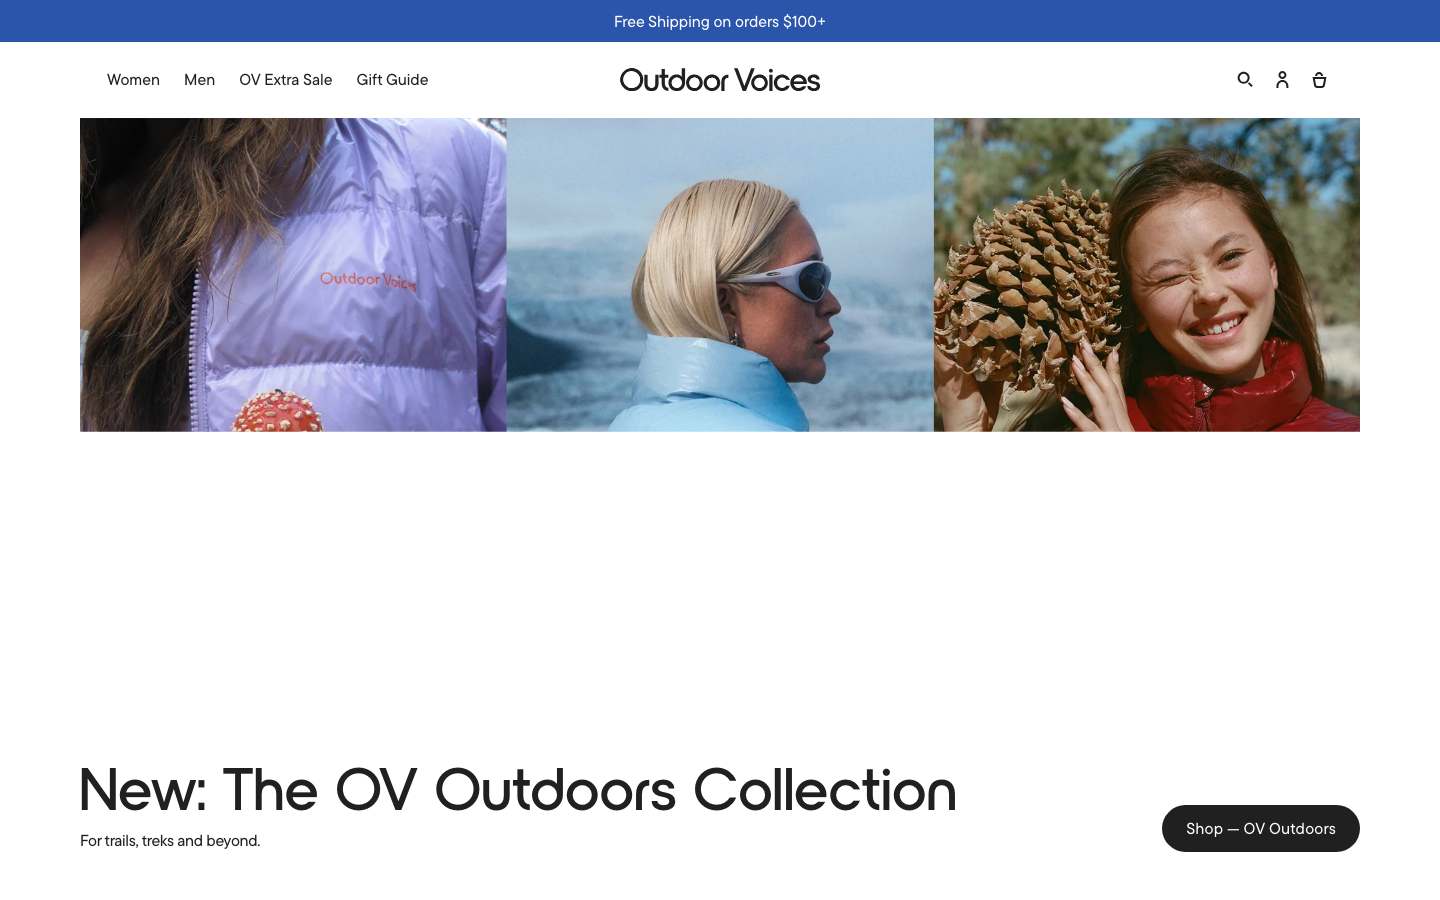 Free Shipping on orders $100+
Women
Men
OV Extra Sale
Gift Guide
Outdoor Voices
Outdoor Voices
New: The OV Outdoors Collection
For trails, treks and beyond.
Shop — OV Outdoors